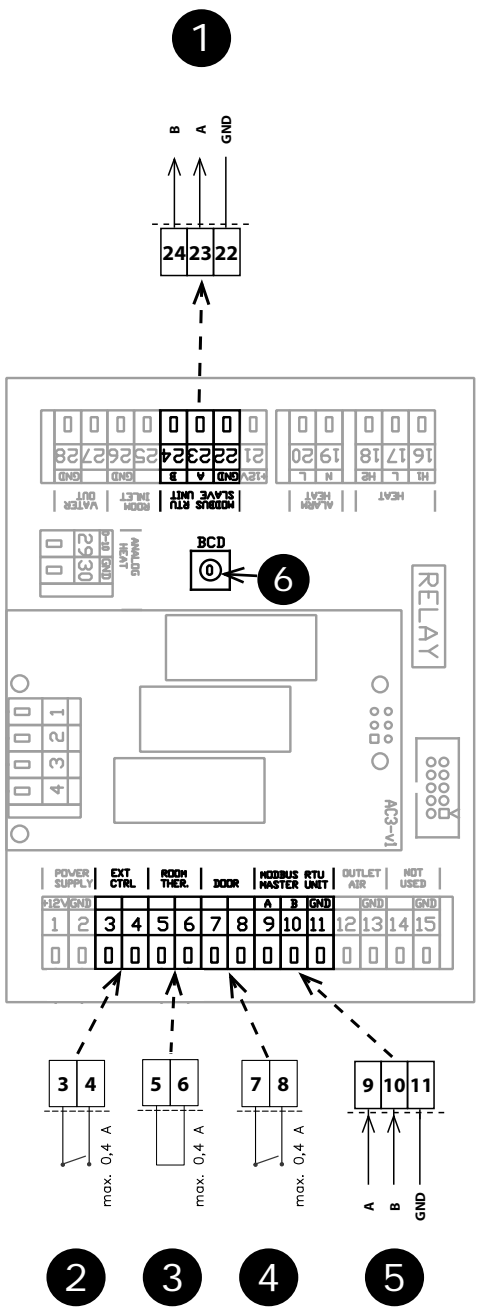 1
B A GND
24 23 22
28 27 26 25 24 23 22 21 20 19 18 17 16
GND GND B A GND +12V L N H2 L H1
VATER OUT
ROOM INLET
MODBUS RTU SLAVE UNIT
ALARM HEAT
HEAT
29 30
0-10 GND
ANALOG HEAT
BCD
0
6
RELAY
1
2
3
4
AC3-v1
POWER SUPPLY
EXT CTRL
ROOM THER.
DOOR
MODBUS RTU MASTER UNIT
OUTLET AIR
NOT USED
+12V GND A B GND GND GND
1 2 3 4 5 6 7 8 9 10 11 12 13 14 15
3 4
5 6
7 8
9 10 11
max. 0,4 A
max. 0,4 A
max. 0,4 A
A B GND
2
3
4
5